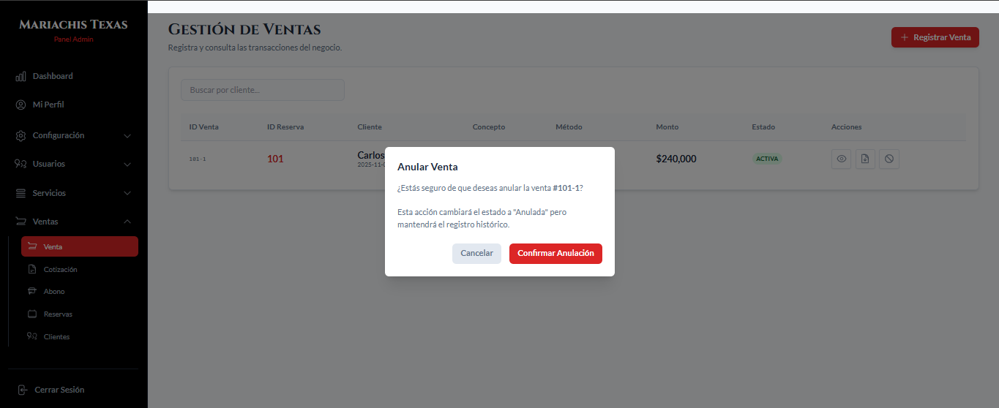 Mariachis Texas
Panel Admin
Dashboard
Mi Perfil
Configuración
Usuarios
Servicios
Ventas
Venta
Cotización
Abono
Reservas
Clientes
Cerrar Sesión
Gestión de Ventas
Registra y consulta las transacciones del negocio.
Registrar Venta
Buscar por cliente...
ID Venta ID Reserva Cliente Concepto Método Monto Estado Acciones
101-1 101 Carlos $240,000 ACTIVA
2025-11-0
Anular Venta
¿Estás seguro de que deseas anular la venta #101-1?
Esta acción cambiará el estado a "Anulada" pero
mantendrá el registro histórico.
Cancelar Confirmar Anulación